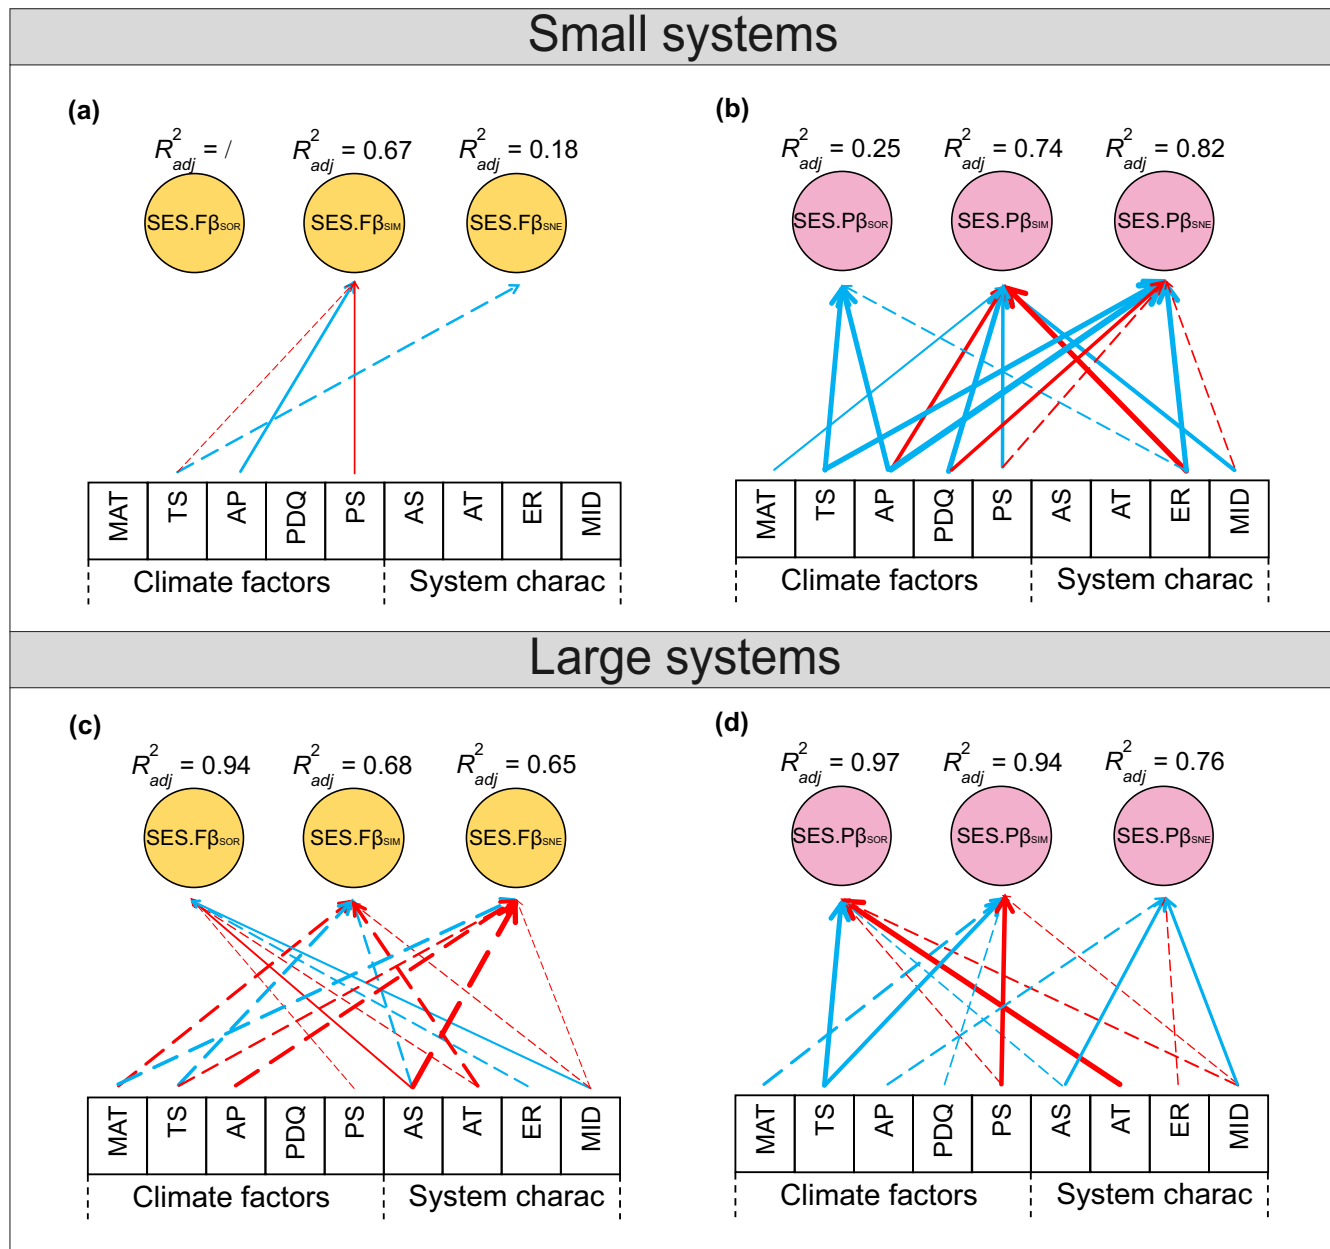 Small systems
(a)
R²adj = /
R²adj = 0.67
R²adj = 0.18
SES.FβSOR
SES.FβSIM
SES.FβSNE
MAT
TS
AP
PDQ
PS
AS
AT
ER
MID
Climate factors
System charac
(b)
R²adj = 0.25
R²adj = 0.74
R²adj = 0.82
SES.PβSOR
SES.PβSIM
SES.PβSNE
MAT
TS
AP
PDQ
PS
AS
AT
ER
MID
Climate factors
System charac
Large systems
(c)
R²adj = 0.94
R²adj = 0.68
R²adj = 0.65
SES.FβSOR
SES.FβSIM
SES.FβSNE
MAT
TS
AP
PDQ
PS
AS
AT
ER
MID
Climate factors
System charac
(d)
R²adj = 0.97
R²adj = 0.94
R²adj = 0.76
SES.PβSOR
SES.PβSIM
SES.PβSNE
MAT
TS
AP
PDQ
PS
AS
AT
ER
MID
Climate factors
System charac